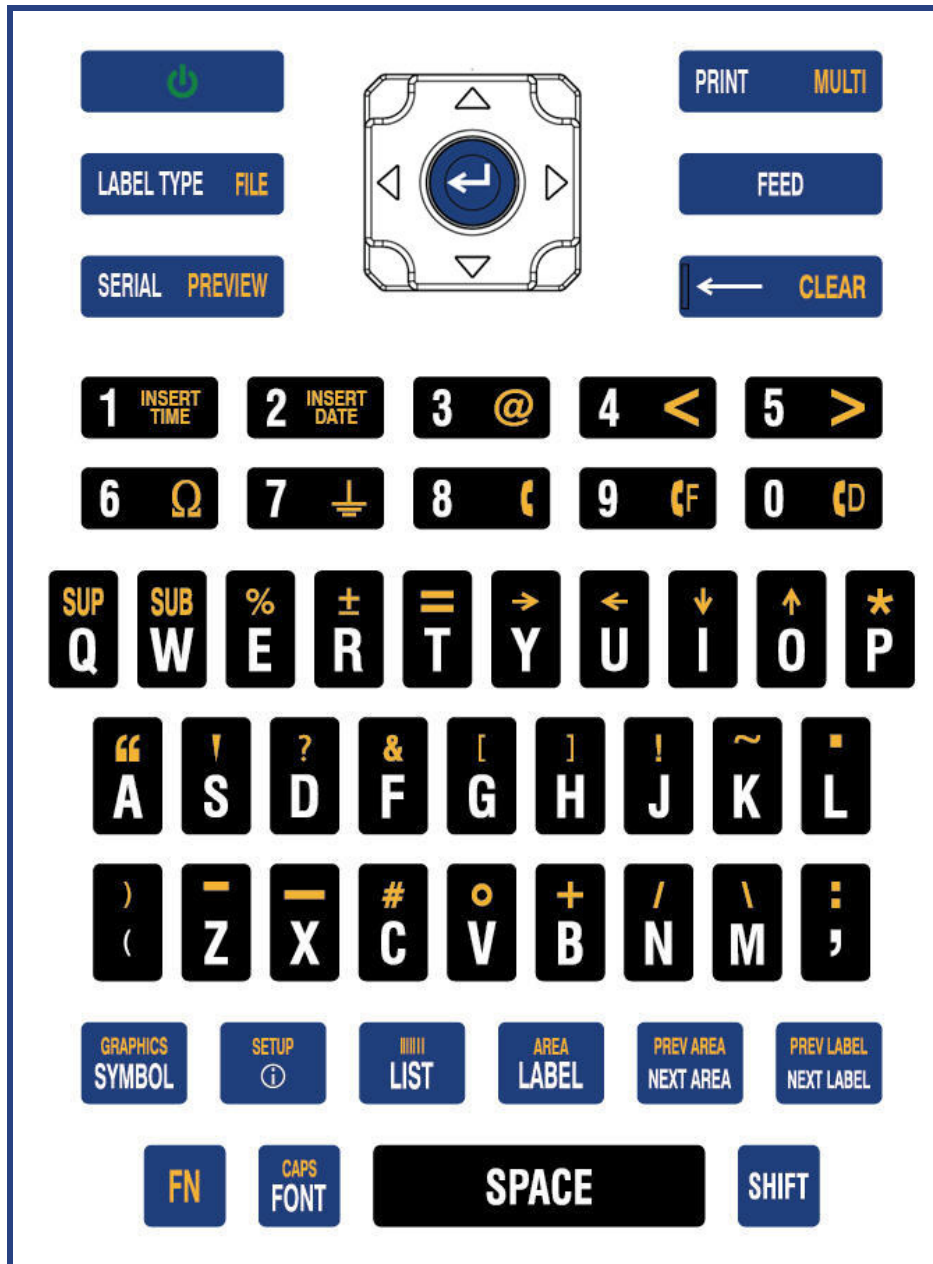 PRINT MULTI
LABEL TYPE FILE
FEED
SERIAL PREVIEW
← CLEAR
1 INSERT TIME 2 INSERT DATE 3 @ 4 < 5 >
6 Ω 7 ⏚ 8 9 F 0 D
SUP SUB % ± = → ← ↓ ↑ *
Q W E R T Y U I O P
“ ' ? & [ ] ! ~ .
A S D F G H J K L
) - — # ° + / \ :
( Z X C V B N M ,
GRAPHICS SETUP AREA PREV AREA PREV LABEL
SYMBOL ⓘ LIST LABEL NEXT AREA NEXT LABEL
CAPS
FN FONT SPACE SHIFT